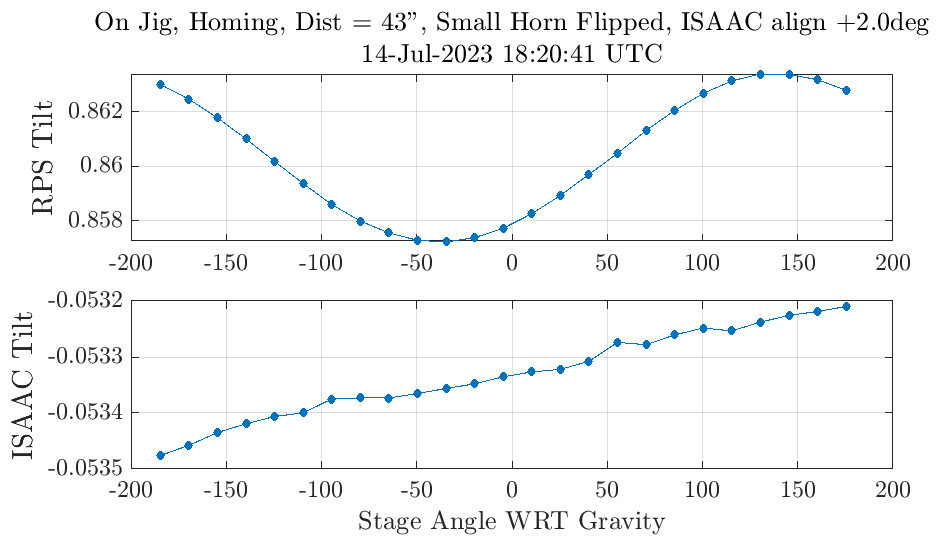 On Jig, Homing, Dist = 43”, Small Horn Flipped, ISAAC align +2.0deg
14-Jul-2023 18:20:41 UTC
RPS Tilt
0.862
0.86
0.858
-200 -150 -100 -50 0 50 100 150 200
ISAAC Tilt
-0.0532
-0.0533
-0.0534
-0.0535
-200 -150 -100 -50 0 50 100 150 200
Stage Angle WRT Gravity